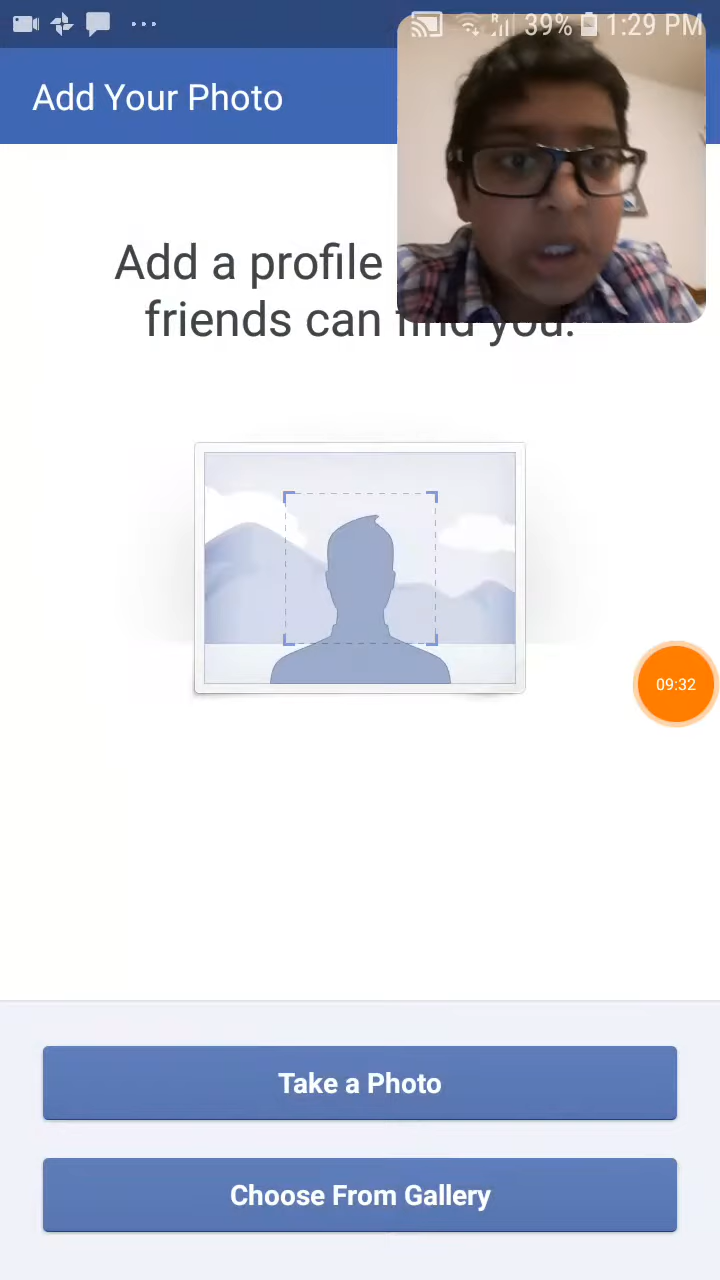 39% 1:29 PM
Add Your Photo
Add a profile
friends can find you.
09:32
Take a Photo
Choose From Gallery